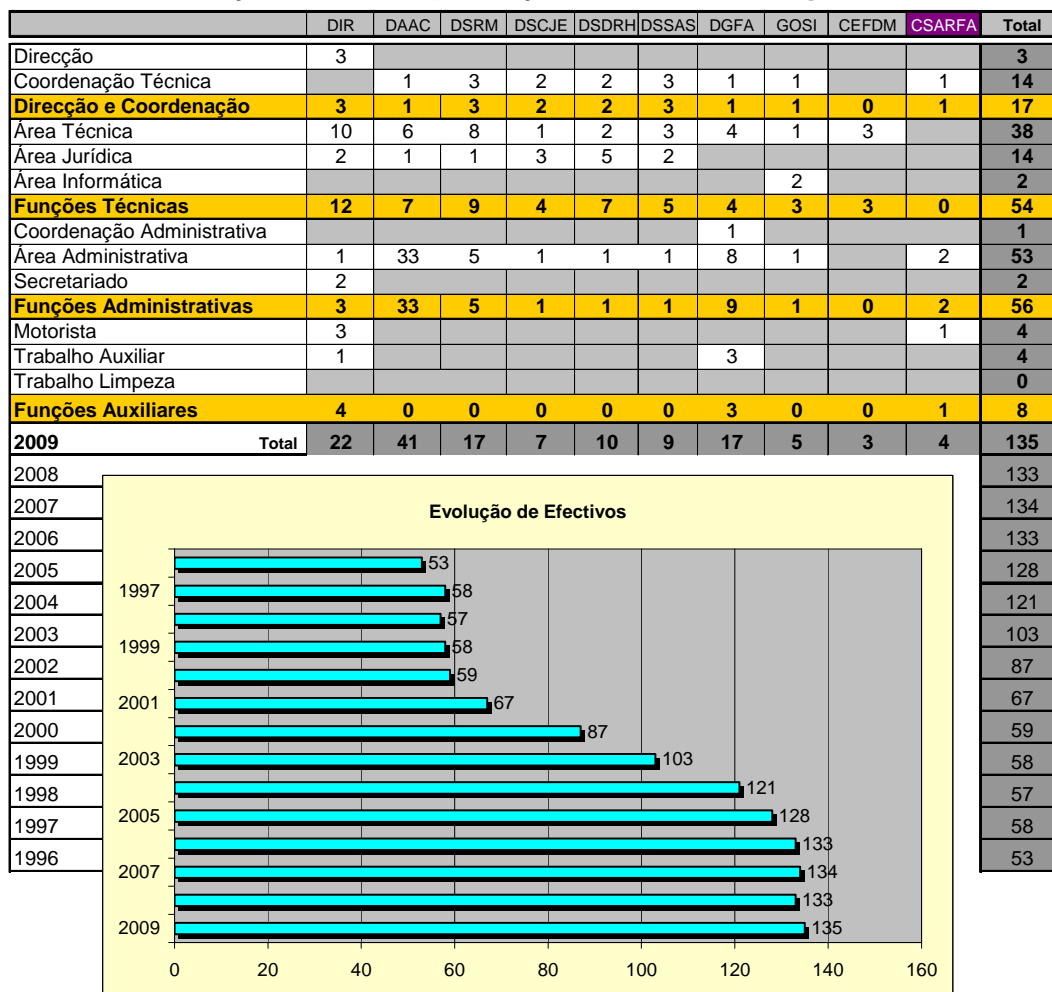 DIR DAAC DSRM DSCJE DSDRH DSSAS DGFA GOSI CEFDM CSARFA Total
Direcção 3 3
Coordenação Técnica 1 3 2 2 3 1 1 1 14
Direcção e Coordenação 3 1 3 2 2 3 1 1 0 1 17
Área Técnica 10 6 8 1 2 3 4 1 3 38
Área Jurídica 2 1 1 3 5 2 14
Área Informática 2 2
Funções Técnicas 12 7 9 4 7 5 4 3 3 0 54
Coordenação Administrativa 1 1
Área Administrativa 1 33 5 1 1 1 8 1 2 53
Secretariado 2 2
Funções Administrativas 3 33 5 1 1 1 9 1 0 2 56
Motorista 3 1 4
Trabalho Auxiliar 1 3 4
Trabalho Limpeza 0
Funções Auxiliares 4 0 0 0 0 0 3 0 0 1 8
2009 Total 22 41 17 7 10 9 17 5 3 4 135
2008 133
2007 134
2006 133
2005 128
2004 121
2003 103
2002 87
2001 67
2000 59
1999 58
1998 57
1997 58
1996 53
Evolução de Efectivos
53
1997 58
57
1999 58
59
2001 67
87
2003 103
121
2005 128
133
2007 134
133
2009 135
0 20 40 60 80 100 120 140 160